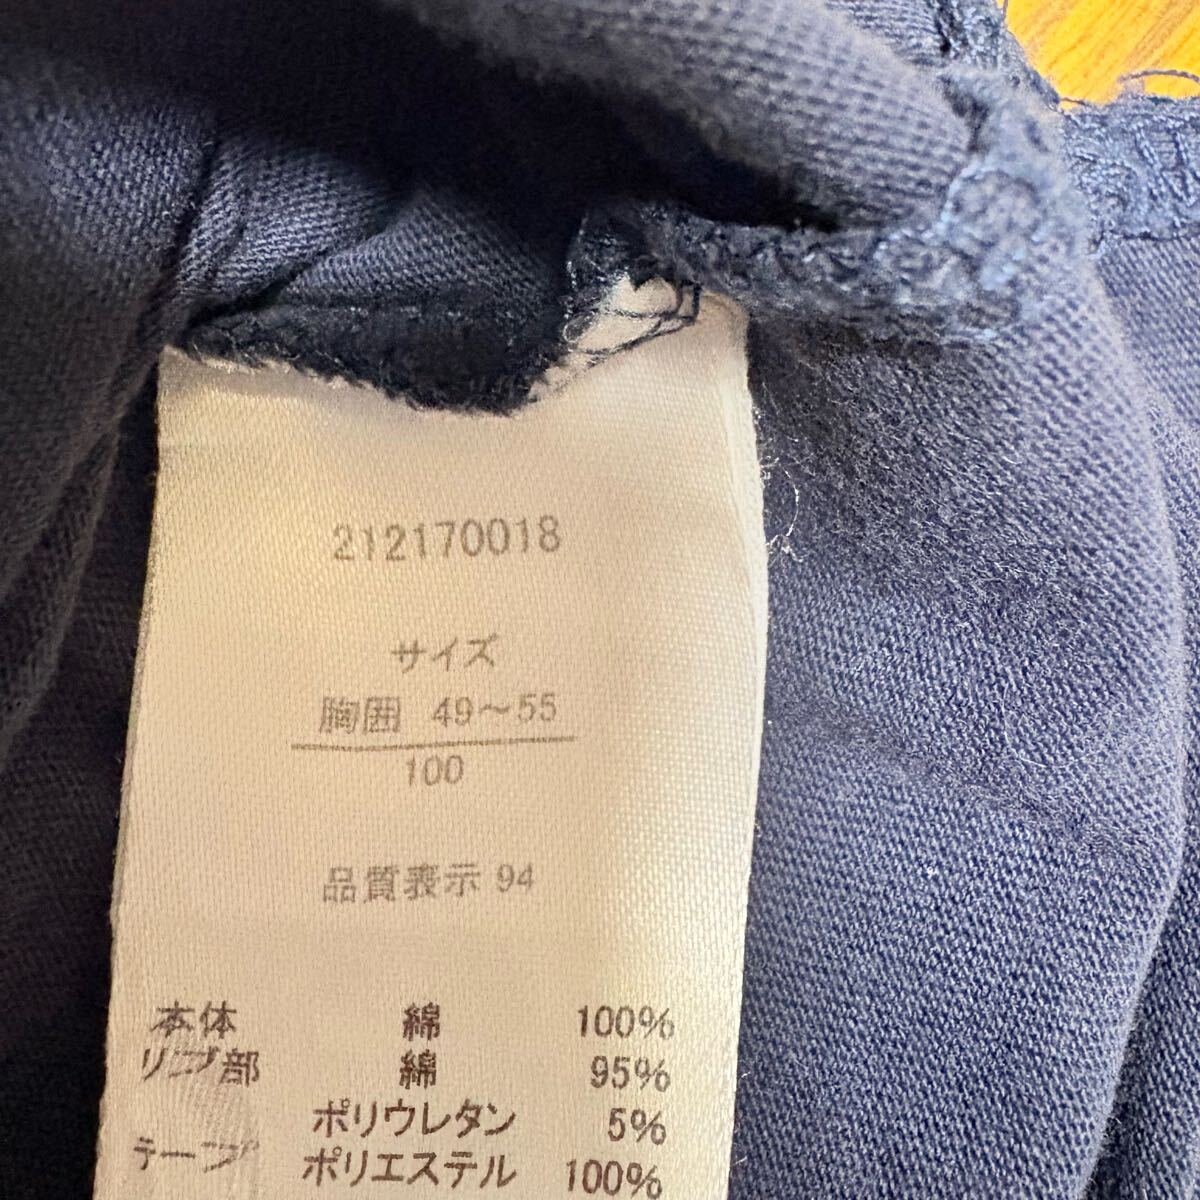 212170018
サイズ
胸囲 49〜55
100
品質表示 94
本体 綿 100%
リブ部 綿 95%
ポリウレタン 5%
テープ ポリエステル 100%